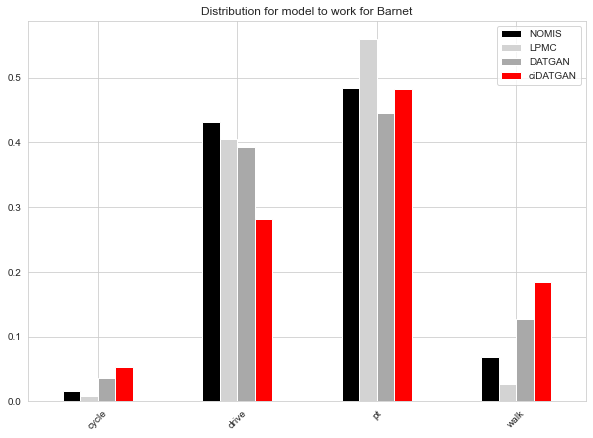 Distribution for model to work for Barnet
NOMIS
LPMC
DATGAN
ciDATGAN
0.5
0.4
0.3
0.2
0.1
0.0
cycle
drive
pt
walk